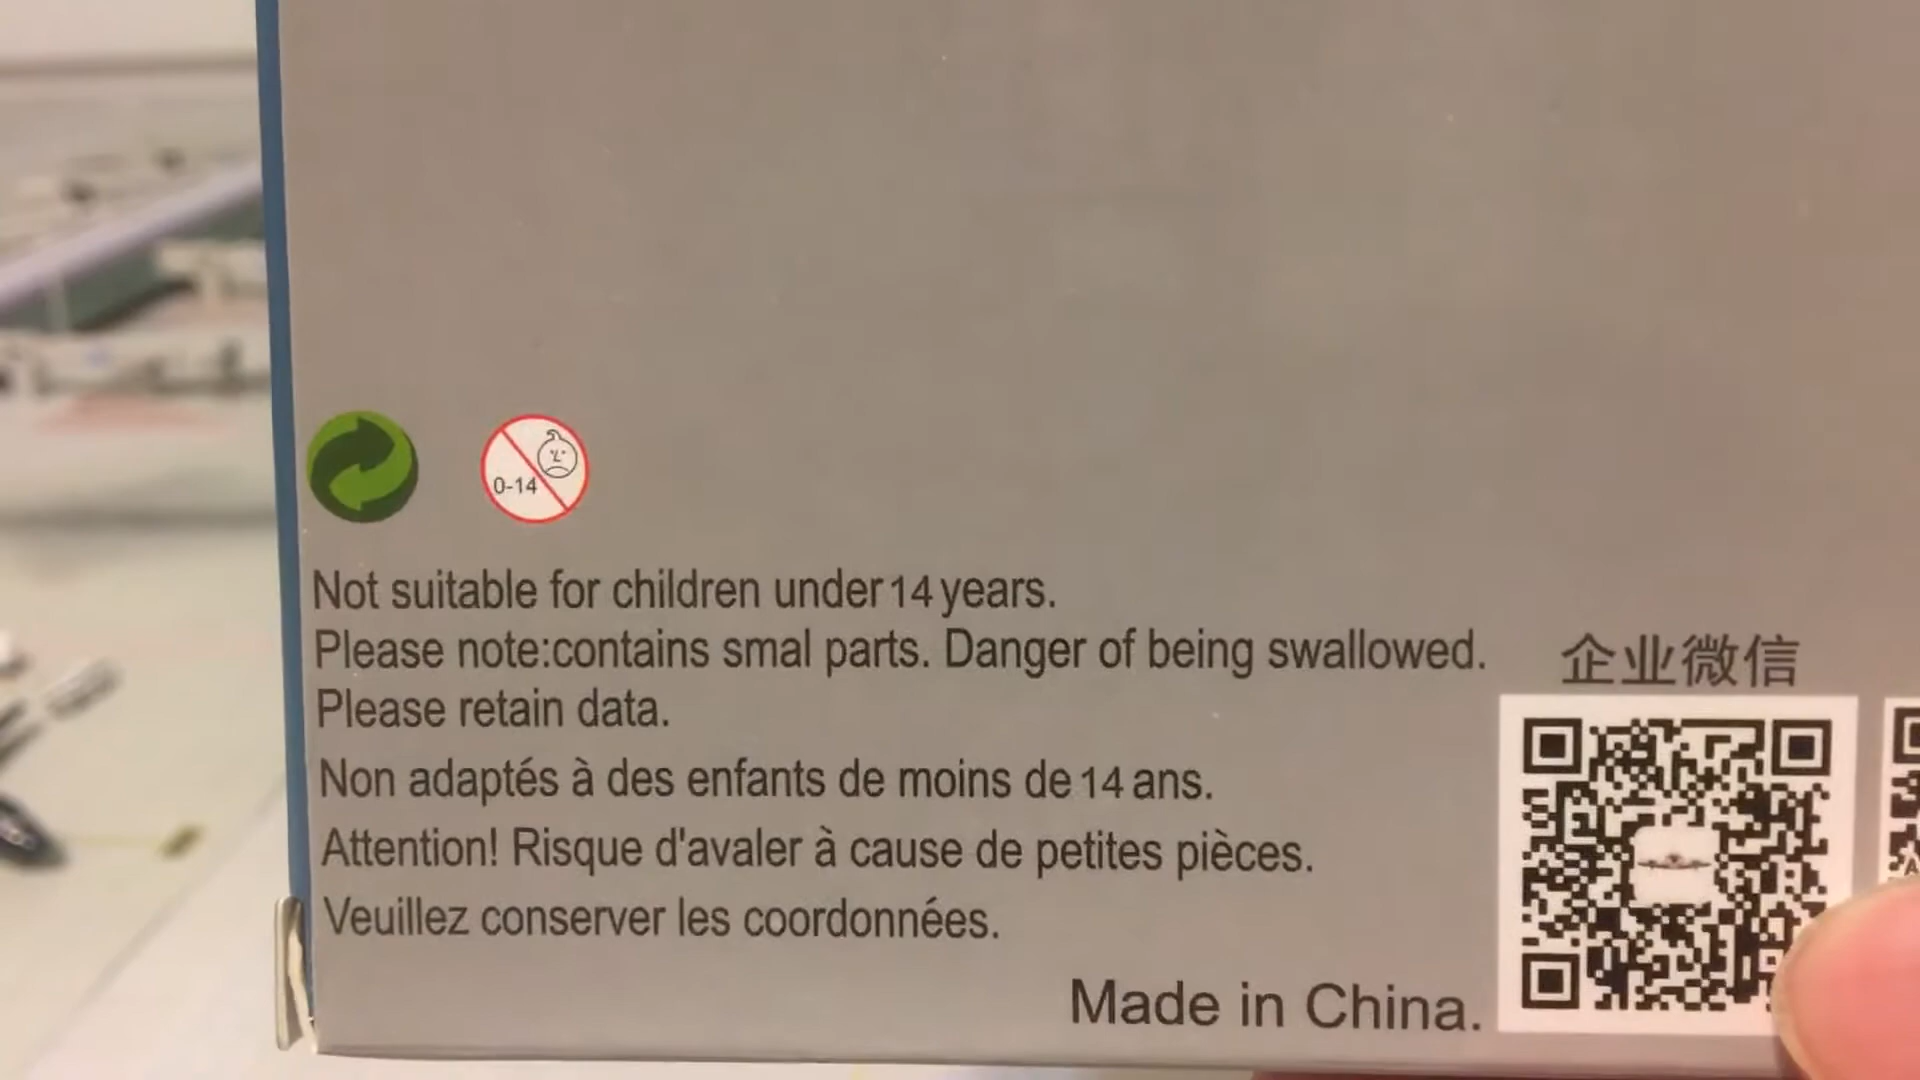 0-14
Not suitable for children under 14 years.
Please note:contains smal parts. Danger of being swallowed.
Please retain data.
Non adaptés à des enfants de moins de 14 ans.
Attention! Risque d'avaler à cause de petites pièces.
Veuillez conserver les coordonnées.
Made in China.
企业微信